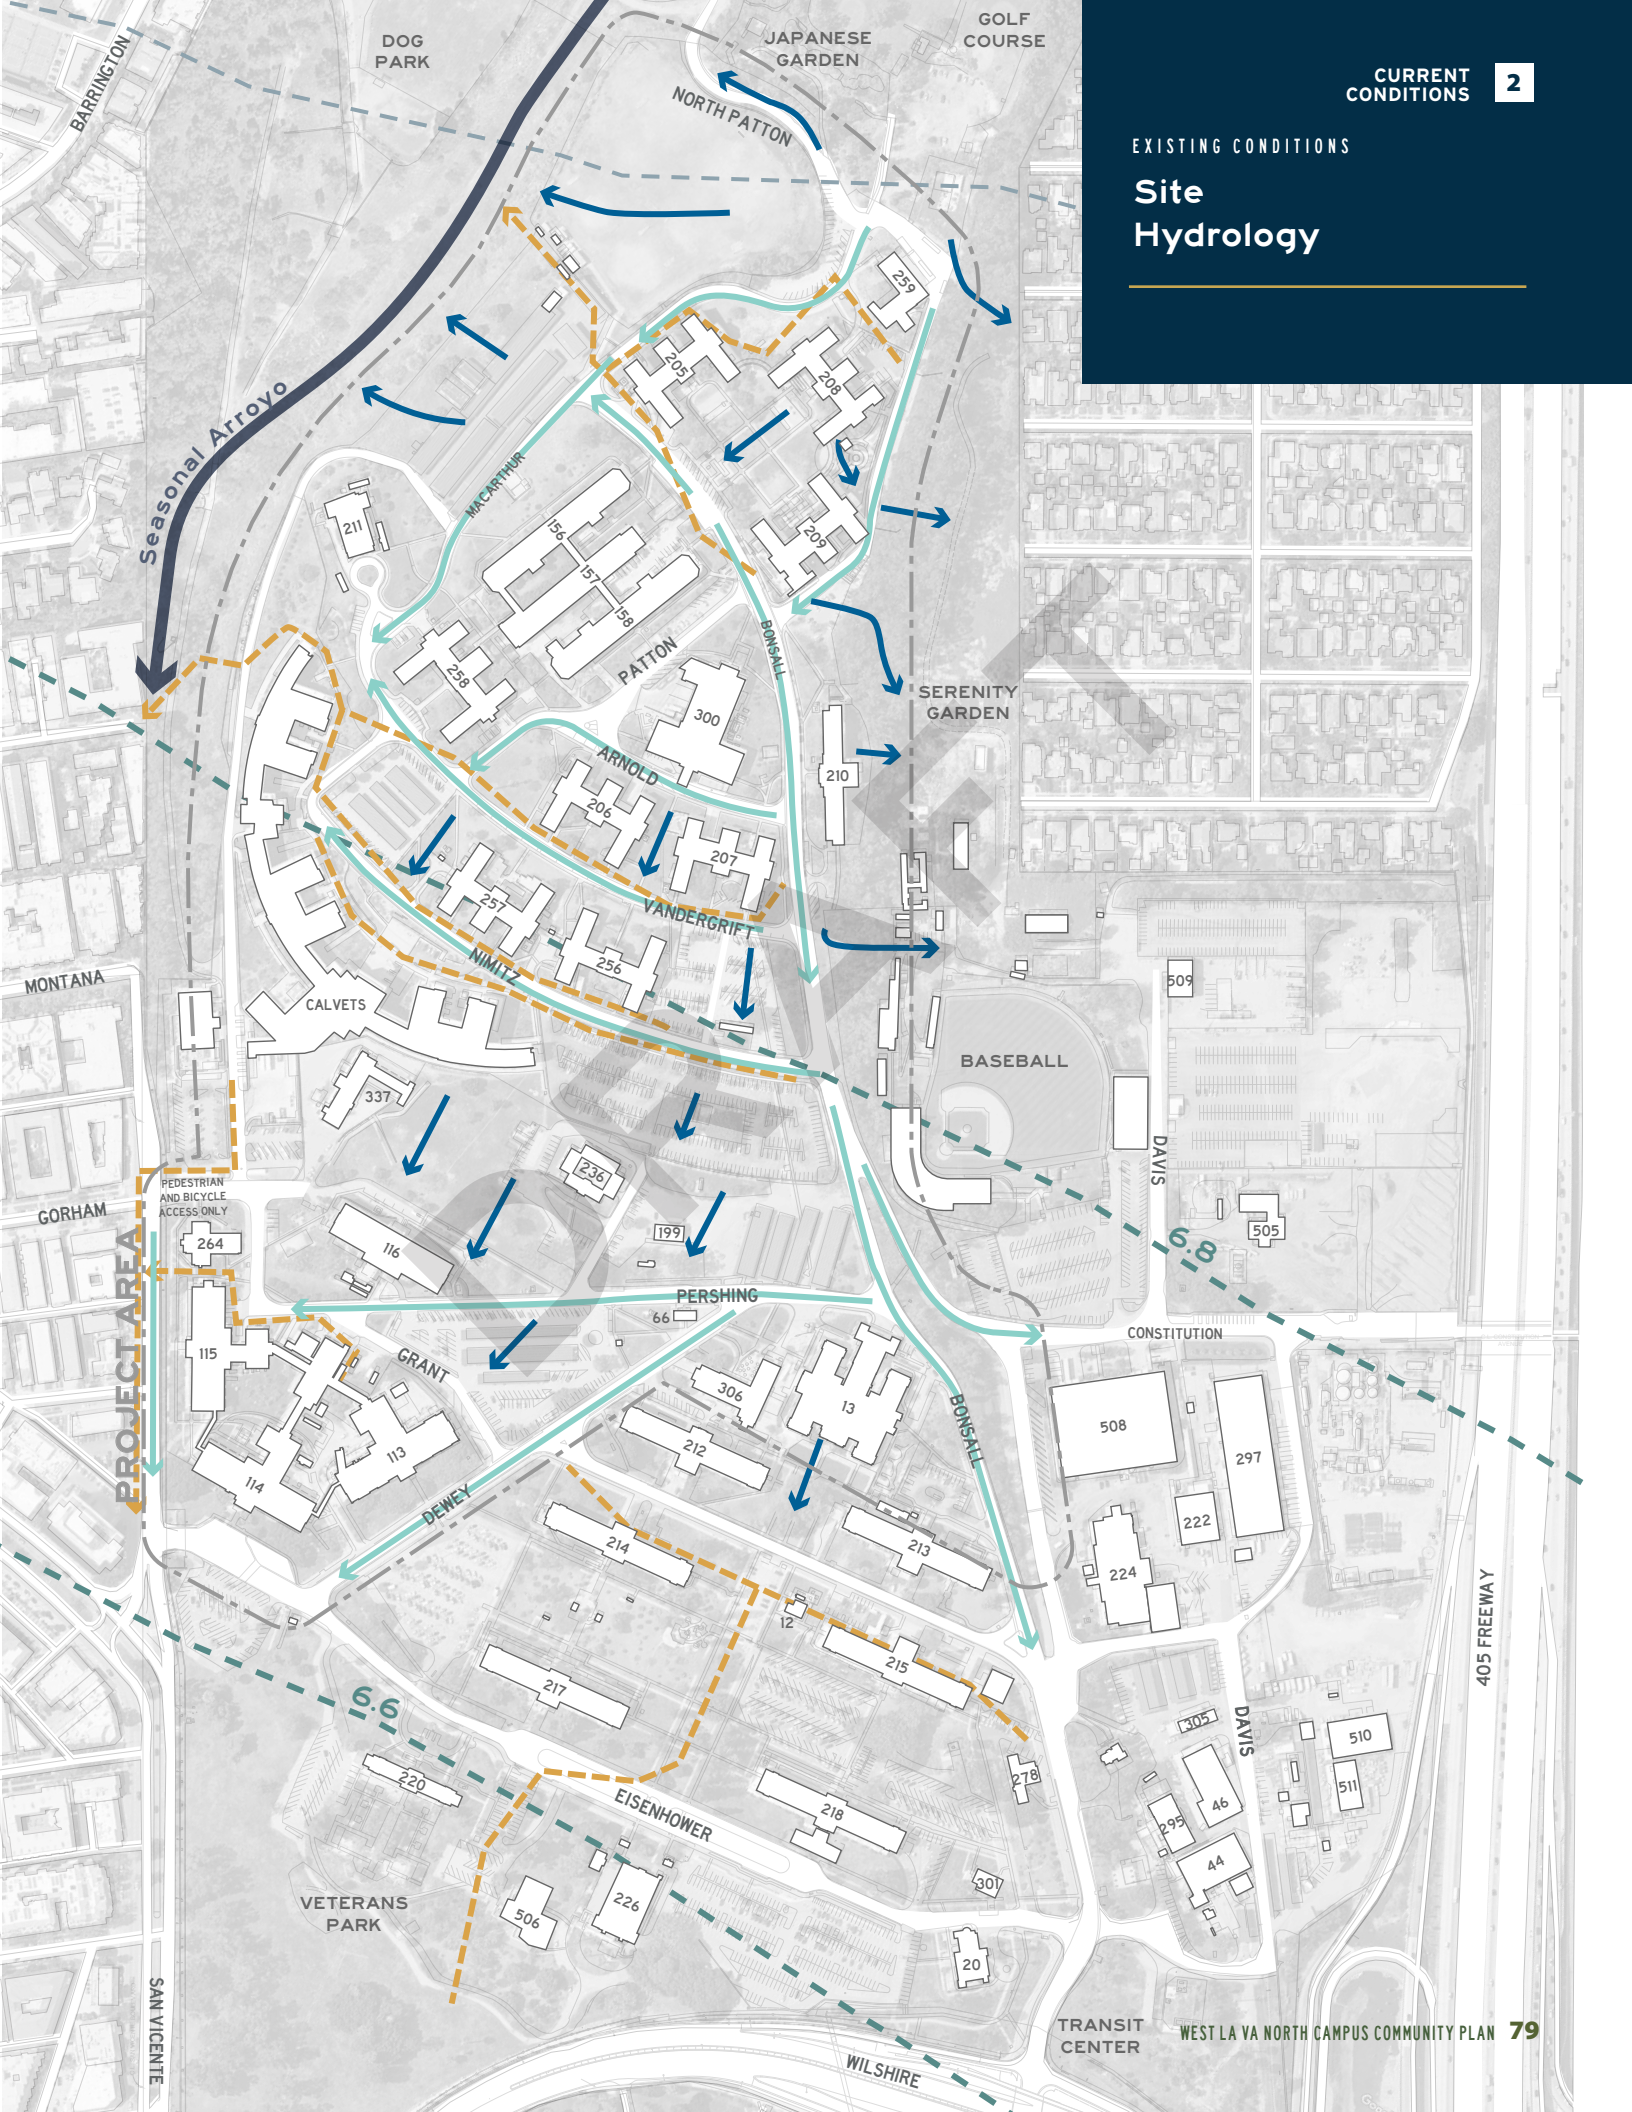 CURRENT
CONDITIONS
2
EXISTING CONDITIONS
Site
Hydrology
DOG
PARK
JAPANESE
GARDEN
GOLF
COURSE
BARRINGTON
NORTH PATTON
259
205
208
Seasonal Arroyo
MACARTHUR
211
156
157
158
209
PATTON
BONSALL
258
300
SERENITY
GARDEN
210
ARNOLD
206
207
257
VANDERGRIFT
256
NIMITZ
MONTANA
CALVETS
509
BASEBALL
337
DAVIS
236
PEDESTRIAN
AND BICYCLE
ACCESS ONLY
GORHAM
264
199
505
6.8
116
PERSHING
66
CONSTITUTION
PROJECT AREA
115
GRANT
306
13
BONSALL
508
297
212
113
114
DEWEY
222
213
214
224
12
405 FREEWAY
215
217
6.6
305
DAVIS
510
278
511
220
46
218
295
EISENHOWER
44
301
VETERANS
PARK
506
226
20
SAN VICENTE
TRANSIT
CENTER
WILSHIRE
WEST LA VA NORTH CAMPUS COMMUNITY PLAN 79
DRAFT